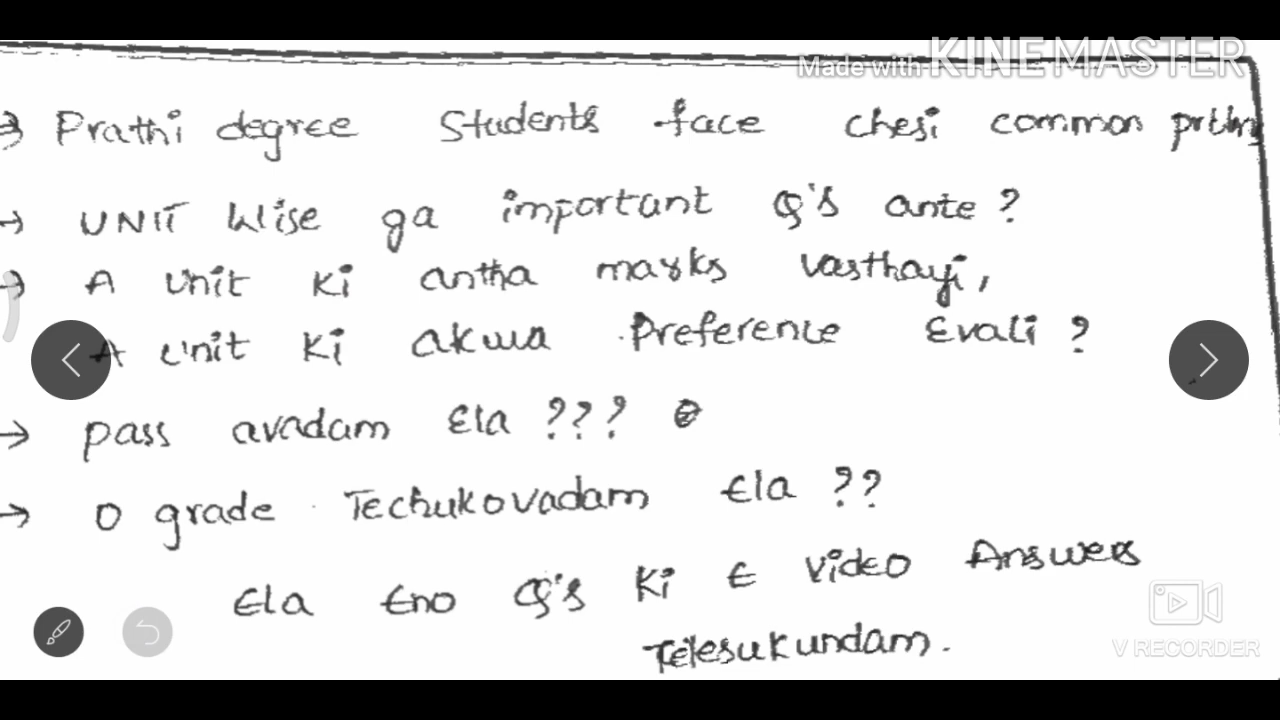 Made with KINEMASTER
→ Prathi degree Students face chesi common prblms
→ UNIT Wise ga important Q's ante ?
→ A Unit Ki antha marks vasthayi,
A Unit Ki akuva Preference Evali ?
→ pass avadam Ela ???
→ O grade Techukovadam Ela ??
Ela Eno Q's Ki E video Answers
Telesukundam.
V RECORDER